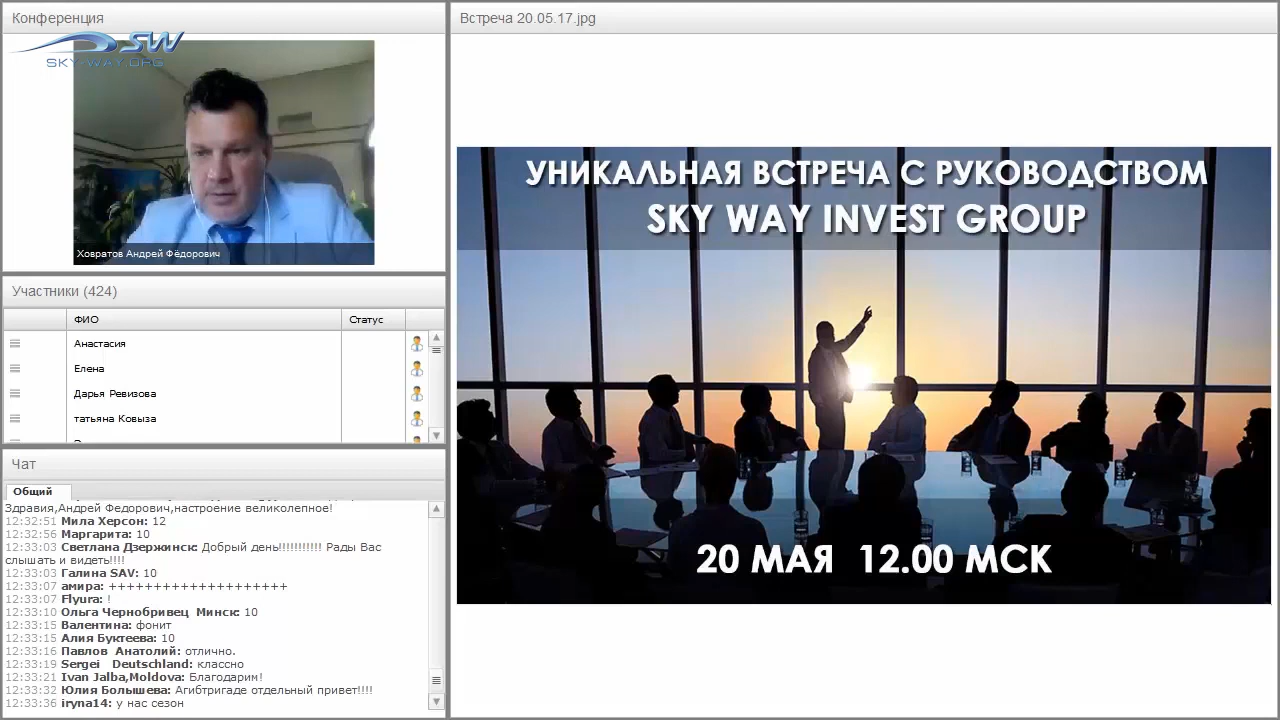 Конференция
SW
SKY-WAY.ORG
Ховратов Андрей Фёдорович
Участники (424)
ФИО Статус
Анастасия
Елена
Дарья Ревизова
татьяна Ковыза
Чат
Общий
Здравия,Андрей Федорович,настроение великолепное!
12:32:51 Мила Херсон: 12
12:32:56 Маргарита: 10
12:33:03 Светлана Дзержинск: Добрый день!!!!!!!!!!! Рады Вас
слышать и видеть!!!!
12:33:03 Галина SAV: 10
12:33:07 амира: ++++++++++++++++++++
12:33:07 Flyura: !
12:33:10 Ольга Чернобривец Минск: 10
12:33:15 Валентина: фонит
12:33:15 Алия Буктеева: 10
12:33:16 Павлов Анатолий: отлично.
12:33:19 Sergei Deutschland: классно
12:33:21 Ivan Jalba,Moldova: Благодарим!
12:33:32 Юлия Болышева: Агибтригаде отдельный привет!!!!
12:33:36 iryna14: у нас сезон
Встреча 20.05.17.jpg
УНИКАЛЬНАЯ ВСТРЕЧА С РУКОВОДСТВОМ
SKY WAY INVEST GROUP
20 МАЯ 12.00 МСК